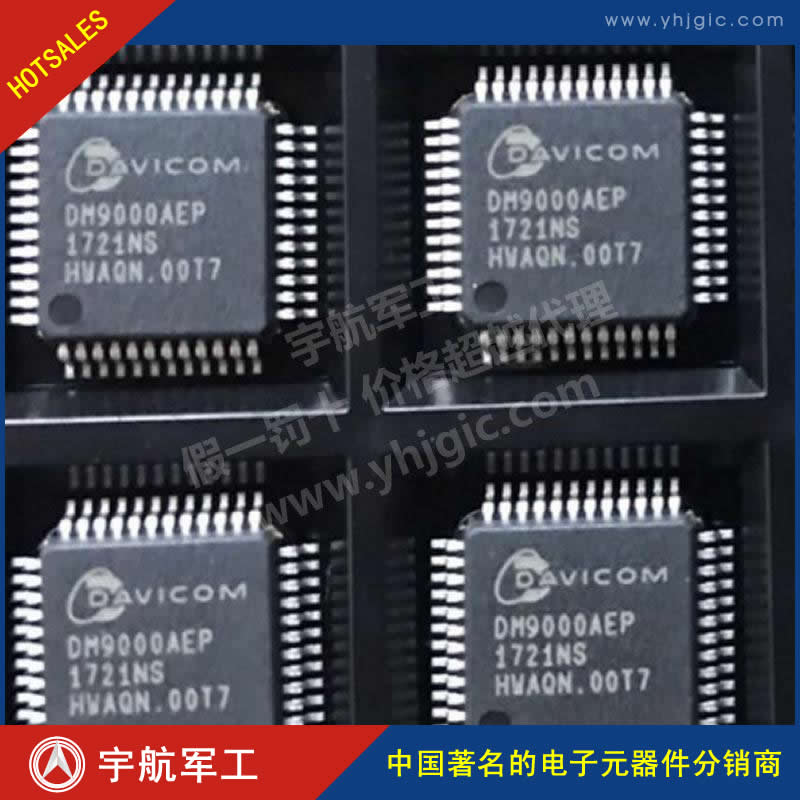 HOTSALES
www.yhjgic.com
DAVICOM
DM9000AEP
1721NS
HWAQN.00T7
DAVICOM
DM9000AEP
1721NS
HWAQN.00T7
宇航军工
假一罚十 价格超越代理
www.yhjgic.com
DAVICOM
DM9000AEP
1721NS
HWAQN.00T7
DAVICOM
DM9000AEP
1721NS
HWAQN.00T7
宇航军工
中国著名的电子元器件分销商